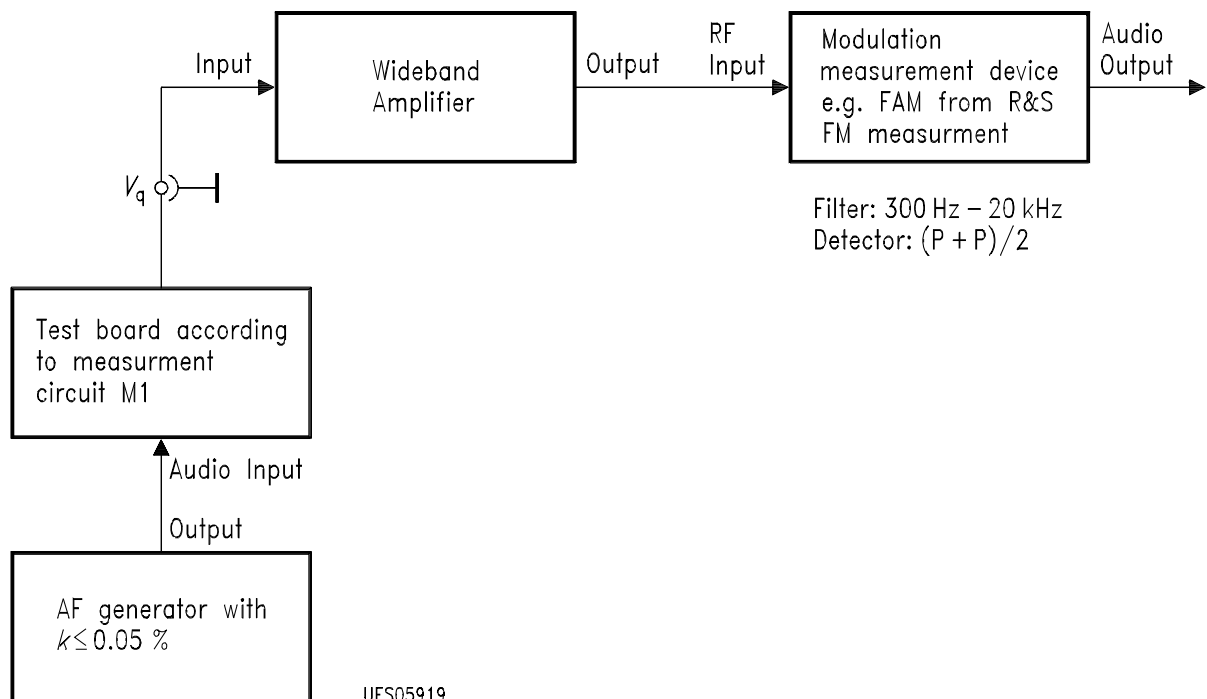 Input
Wideband
Amplifier
Output
RF
Input
Modulation
measurement device
e.g. FAM from R&S
FM measurment
Audio
Output
Vq
Filter: 300 Hz – 20 kHz
Detector: (P + P)/2
Test board according
to measurment
circuit M1
Audio Input
Output
AF generator with
k ≤ 0.05 %
UES05919